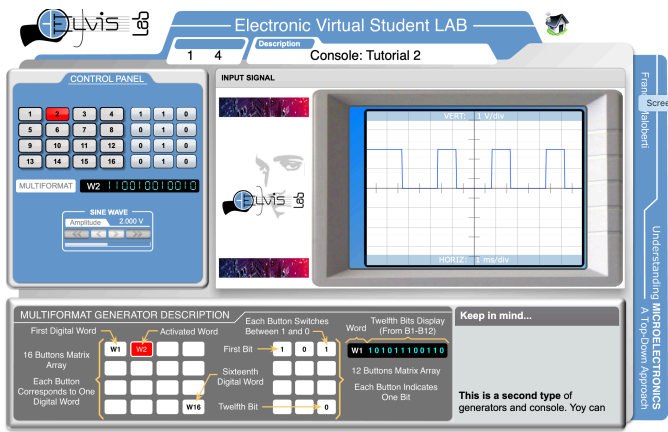 ELvis Lab
Electronic Virtual Student LAB
1 4
Description
Console: Tutorial 2
CONTROL PANEL
1 2 3 4 1 1 0
5 6 7 8 0 1 0
9 10 11 12 0 1 0
13 14 15 16 0 1 0
MULTIFORMAT W2 110010010010
SINE WAVE
Amplitude 2.000 V
<< < > >>
INPUT SIGNAL
ELvis Lab
VERT: 1 V/div
HORIZ: 1 ms/div
Franc
Maloberti
Scree
Understanding MICROELECTRONICS
A Top-Down Approach
MULTIFORMAT GENERATOR DESCRIPTION
First Digital Word
Activated Word
W1 W2
16 Buttons Matrix
Array
Each Button
Corresponds to One
Digital Word
W16
Each Button Switches
Between 1 and 0
First Bit 1 0 1
Sixteenth
Digital Word
Twelfth Bit 0
Word
Twelfth Bits Display
(From B1-B12)
W1 101011100110
12 Buttons Matrix Array
Each Button Indicates
One Bit
Keep in mind...
This is a second type of
generators and console. Yoy can